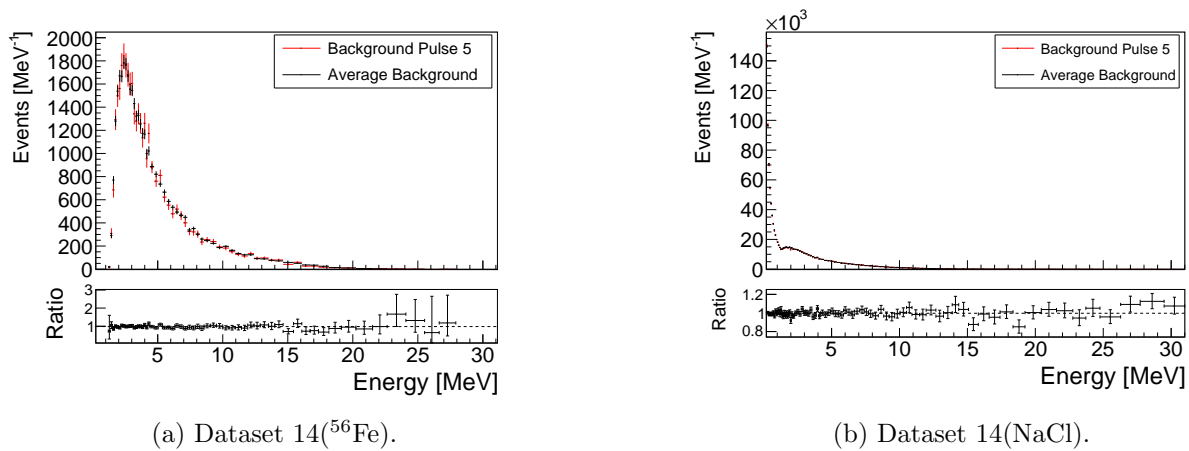 Events [MeV⁻¹]
2000
1800
1600
1400
1200
1000
800
600
400
200
0
Background Pulse 5
Average Background
Ratio
3
2
1
5 10 15 20 25 30
Energy [MeV]
(a) Dataset 14(⁵⁶Fe).
×10³
Events [MeV⁻¹]
140
120
100
80
60
40
20
0
Background Pulse 5
Average Background
Ratio
1.2
1
0.8
5 10 15 20 25 30
Energy [MeV]
(b) Dataset 14(NaCl).